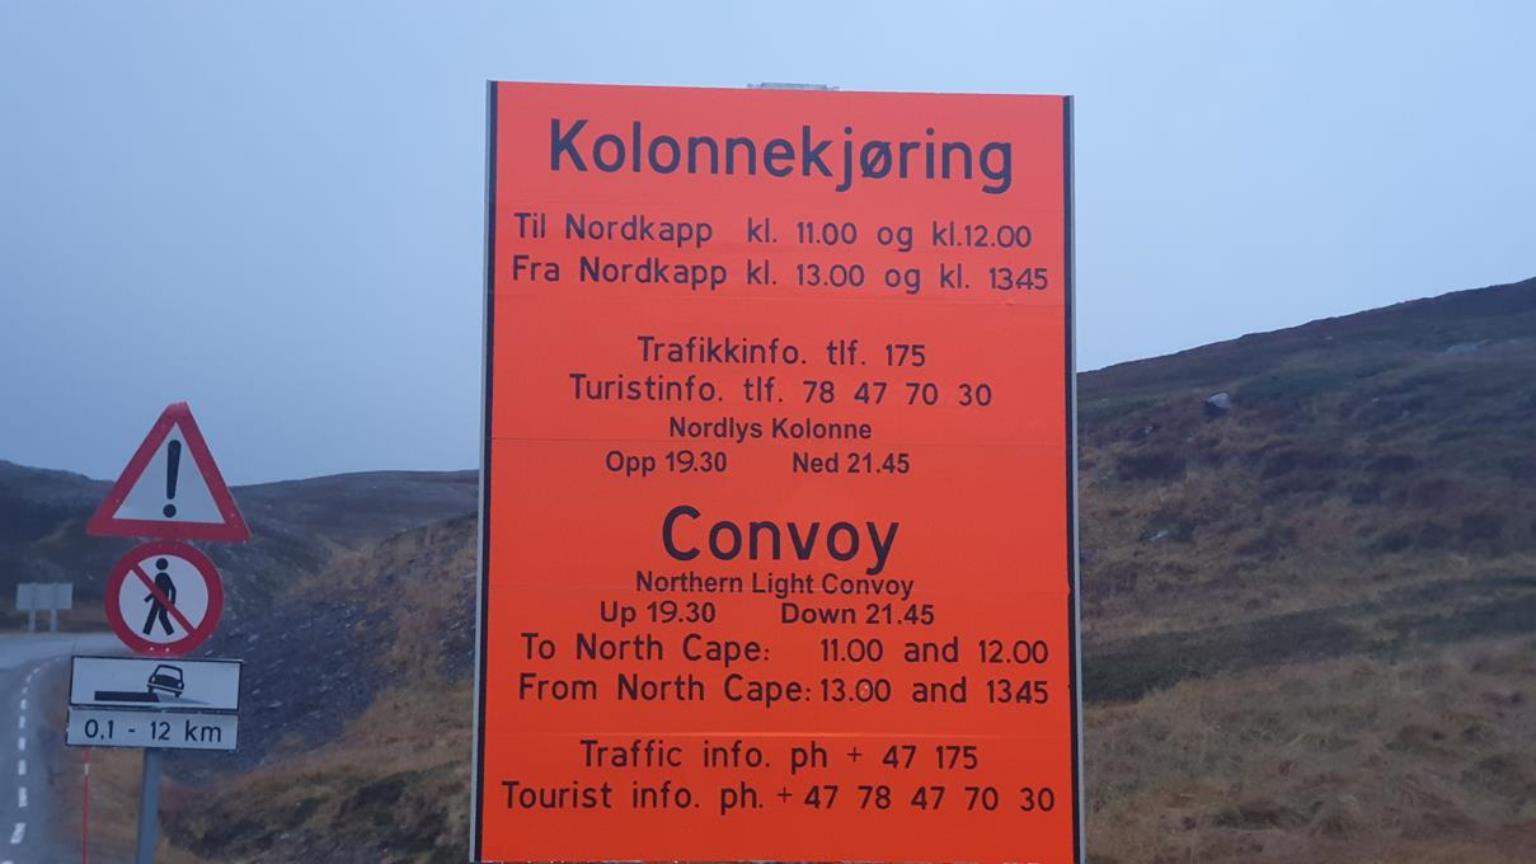 Kolonnekjøring
Til Nordkapp kl. 11.00 og kl.12.00
Fra Nordkapp kl. 13.00 og kl. 1345
Trafikkinfo. tlf. 175
Turistinfo. tlf. 78 47 70 30
Nordlys Kolonne
Opp 19.30 Ned 21.45
Convoy
Northern Light Convoy
Up 19.30 Down 21.45
To North Cape: 11.00 and 12.00
From North Cape: 13.00 and 1345
Traffic info. ph + 47 175
Tourist info. ph. + 47 78 47 70 30
0,1 - 12 km